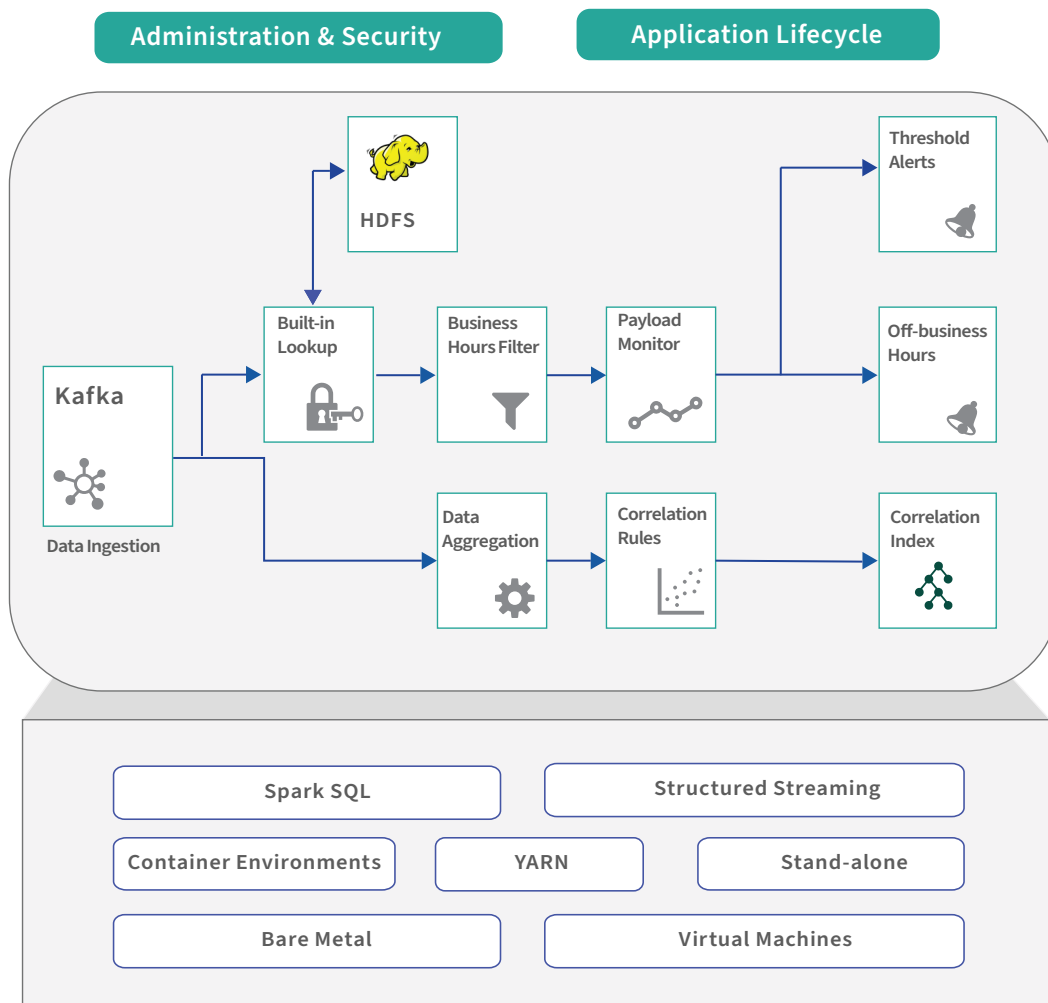 Administration & Security
Application Lifecycle
HDFS
Threshold
Alerts
Built-in
Lookup
Business
Hours Filter
Payload
Monitor
Off-business
Hours
Kafka
Data Ingestion
Data
Aggregation
Correlation
Rules
Correlation
Index
Spark SQL
Structured Streaming
Container Environments
YARN
Stand-alone
Bare Metal
Virtual Machines